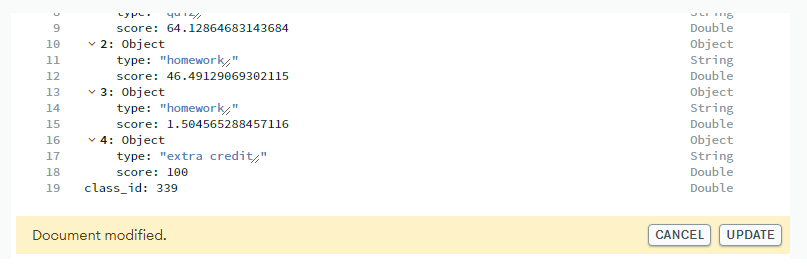 type: "quiz" String
9 score: 64.12864683143684 Double
10 2: Object Object
11 type: "homework" String
12 score: 46.49129069302115 Double
13 3: Object Object
14 type: "homework" String
15 score: 1.504565288457116 Double
16 4: Object Object
17 type: "extra credit" String
18 score: 100 Double
19 class_id: 339 Double
Document modified. CANCEL UPDATE